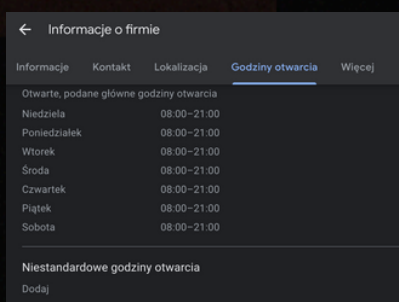 Informacje o firmie
Informacje Kontakt Lokalizacja Godziny otwarcia Więcej
Otwarte, podane główne godziny otwarcia
Niedziela 08:00–21:00
Poniedziałek 08:00–21:00
Wtorek 08:00–21:00
Środa 08:00–21:00
Czwartek 08:00–21:00
Piątek 08:00–21:00
Sobota 08:00–21:00
Niestandardowe godziny otwarcia
Dodaj